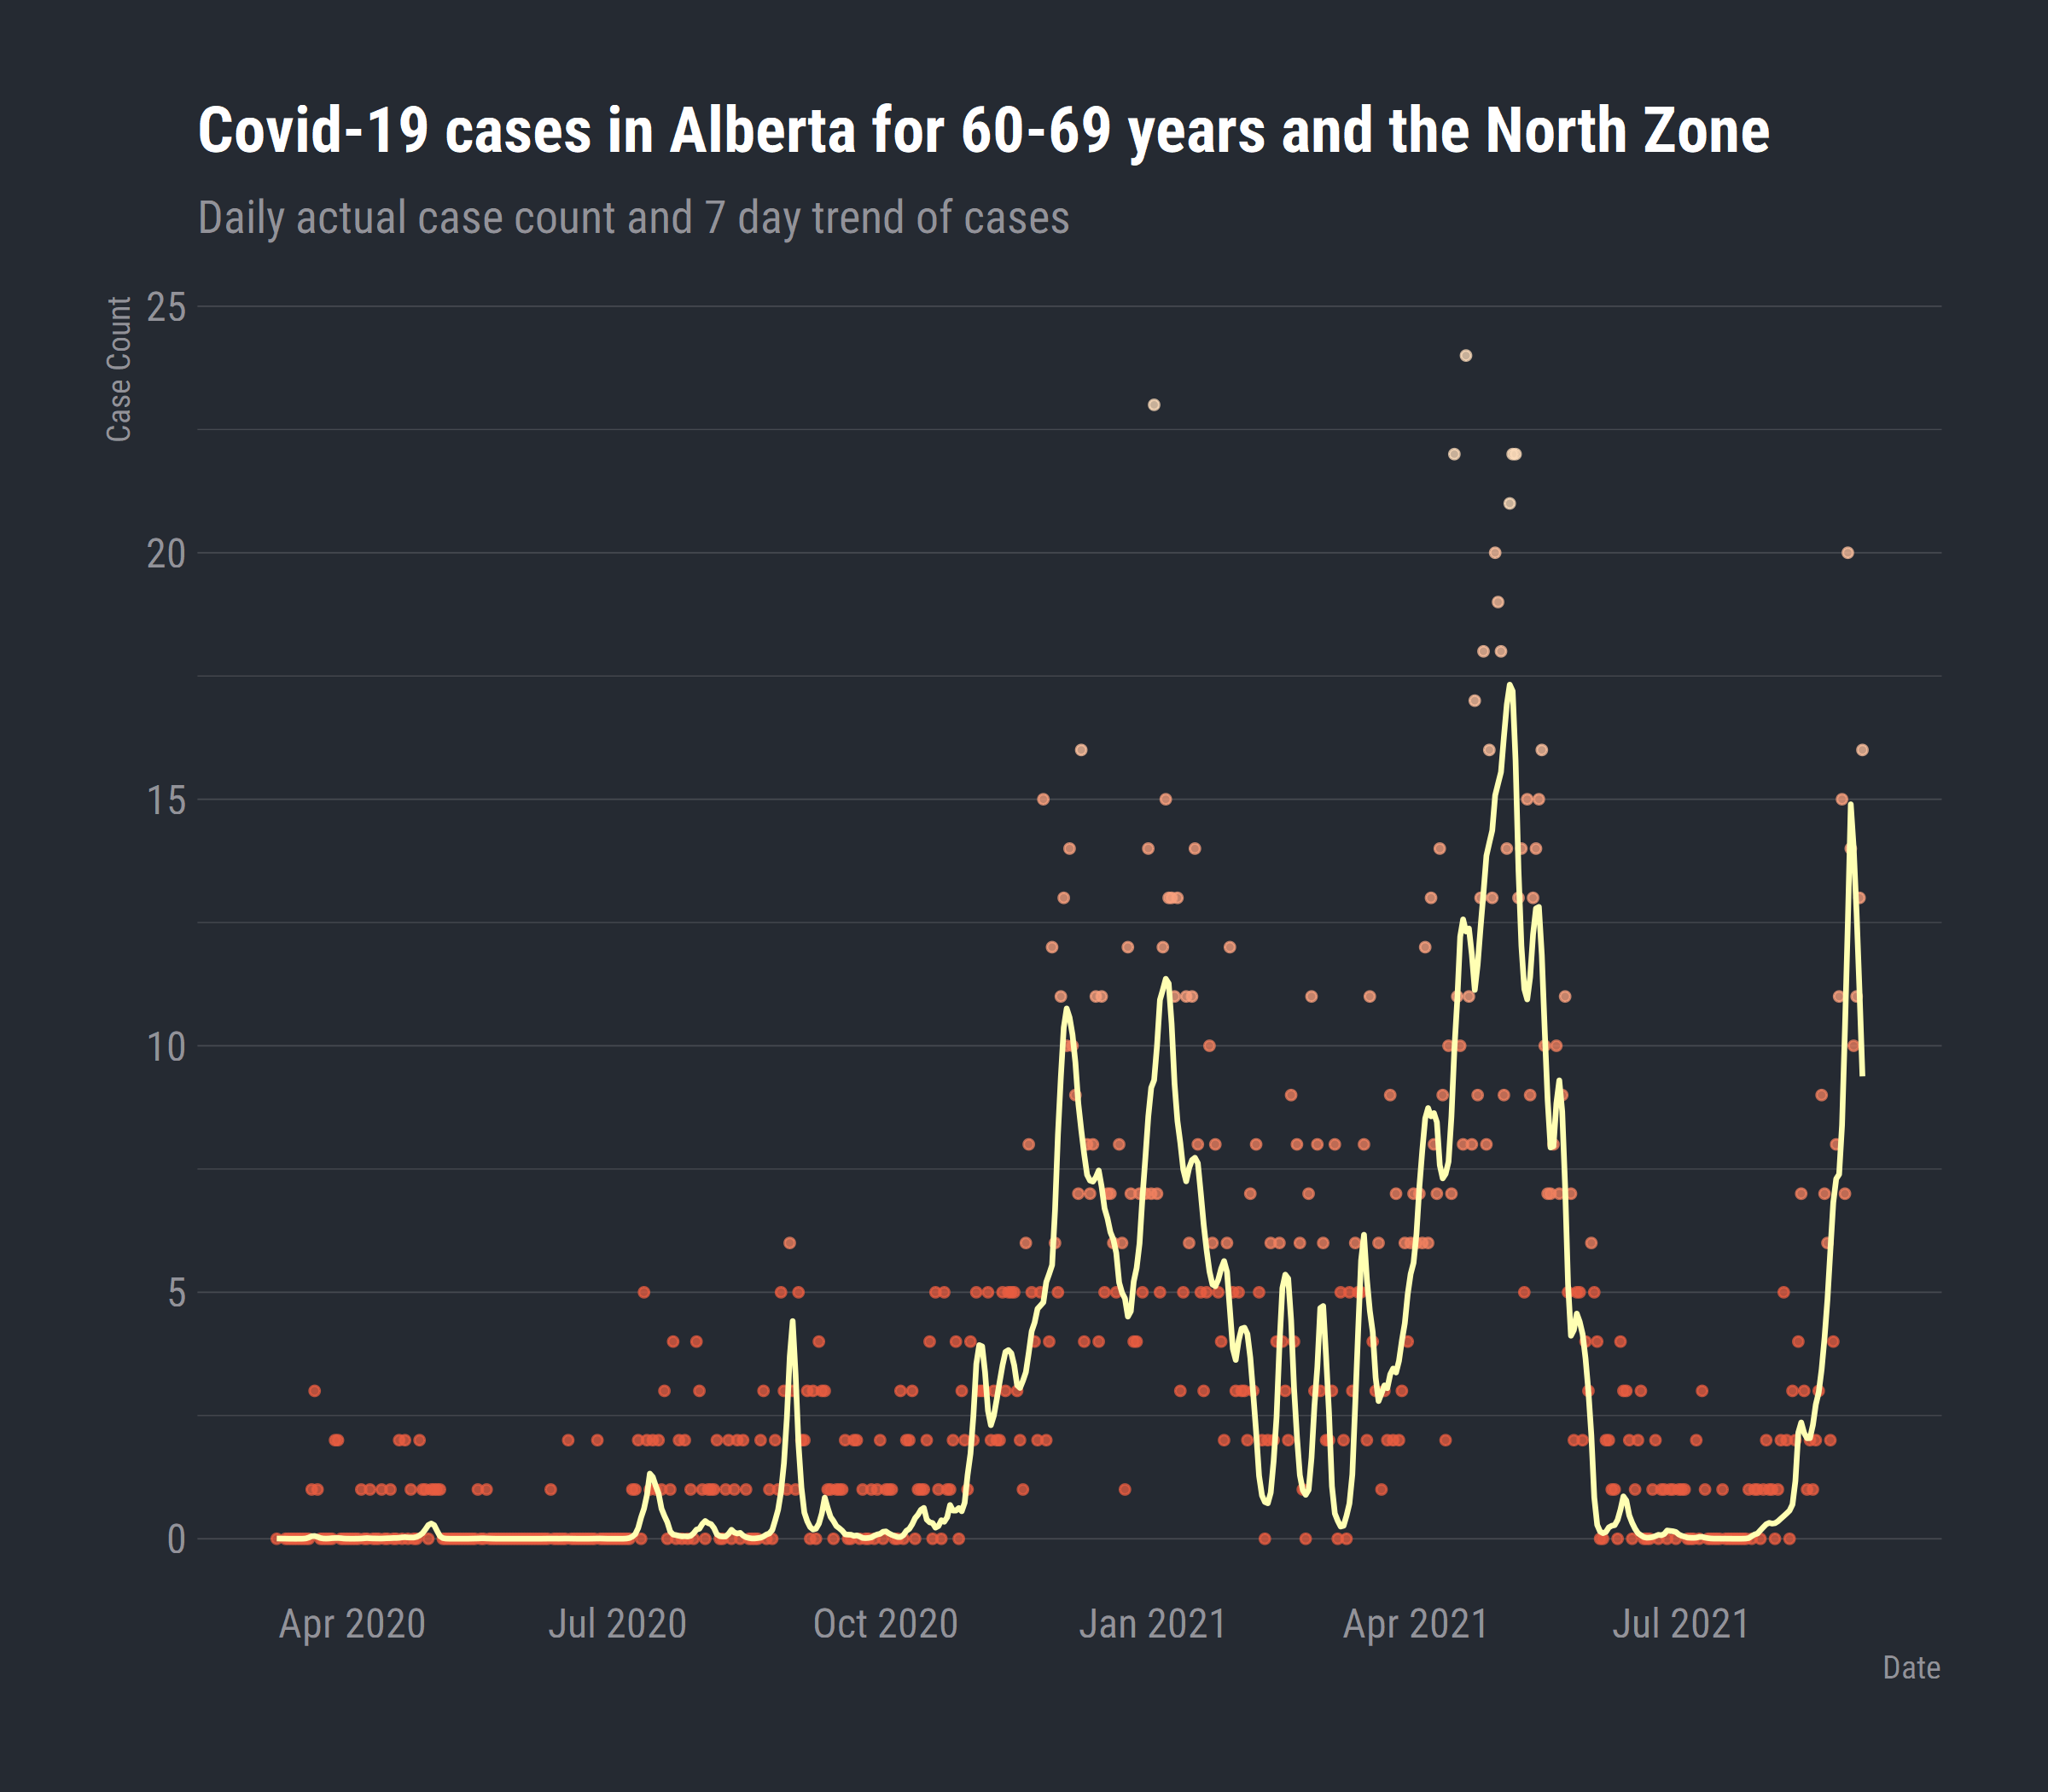 Covid-19 cases in Alberta for 60-69 years and the North Zone
Daily actual case count and 7 day trend of cases
Case Count
25
20
15
10
5
0
Apr 2020
Jul 2020
Oct 2020
Jan 2021
Apr 2021
Jul 2021
Date